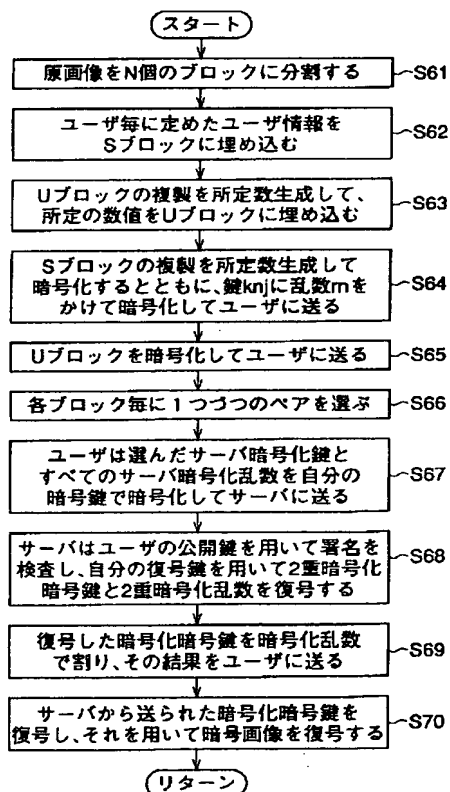 スタート
原画像をN個のブロックに分割する
S61
ユーザ毎に定めたユーザ情報を
Sブロックに埋め込む
S62
Uブロックの複製を所定数生成して、
所定の数値をUブロックに埋め込む
S63
Sブロックの複製を所定数生成して
暗号化するとともに、鍵knjに乱数rnを
かけて暗号化してユーザに送る
S64
Uブロックを暗号化してユーザに送る
S65
各ブロック毎に1つづつのペアを選ぶ
S66
ユーザは選んだサーバ暗号化鍵と
すべてのサーバ暗号化乱数を自分の
暗号鍵で暗号化してサーバに送る
S67
サーバはユーザの公開鍵を用いて署名を
検査し、自分の復号鍵を用いて2重暗号化
暗号鍵と2重暗号化乱数を復号する
S68
復号した暗号化暗号鍵を暗号化乱数
で割り、その結果をユーザに送る
S69
サーバから送られた暗号化暗号鍵を
復号し、それを用いて暗号画像を復号する
S70
リターン